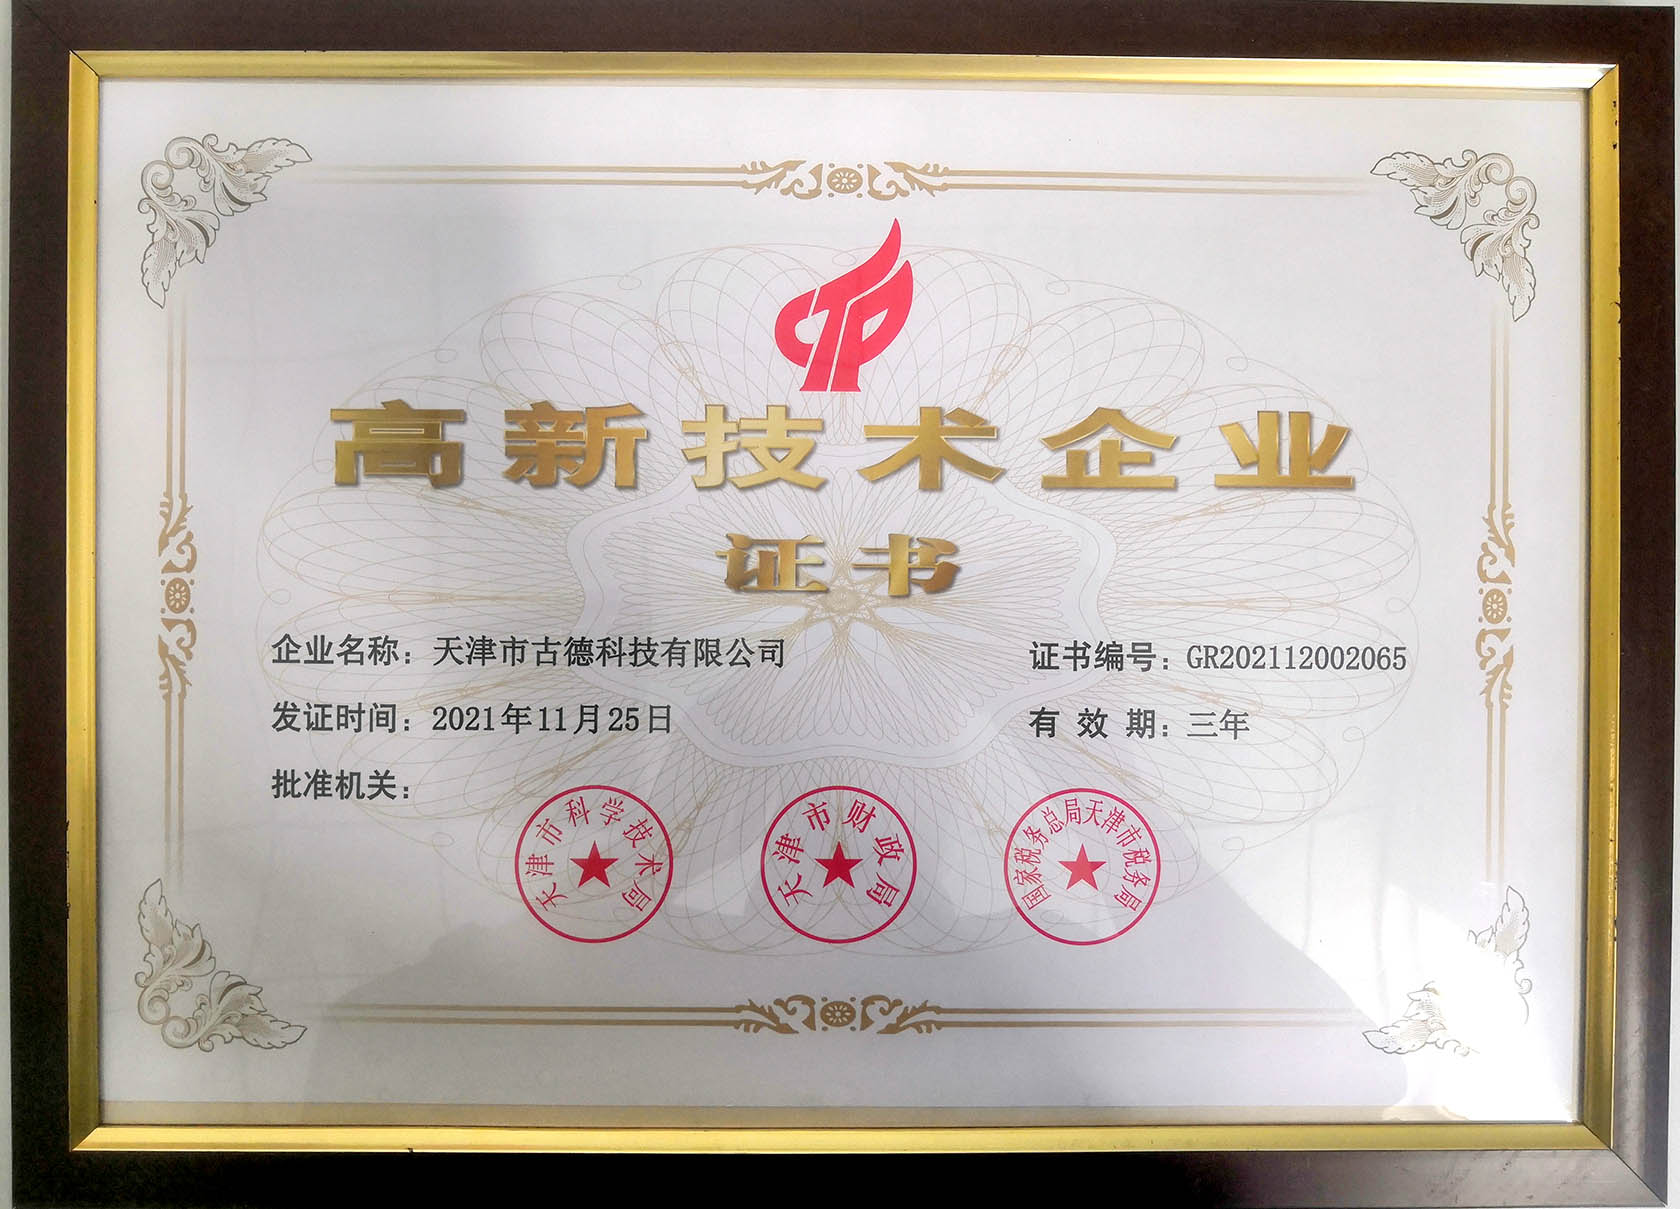 高新技术企业
证书
企业名称：天津市古德科技有限公司
证书编号：GR202112002065
发证时间：2021年11月25日
有 效 期：三年
批准机关：
天津市科学技术局
天津市财政局
国家税务总局天津市税务局